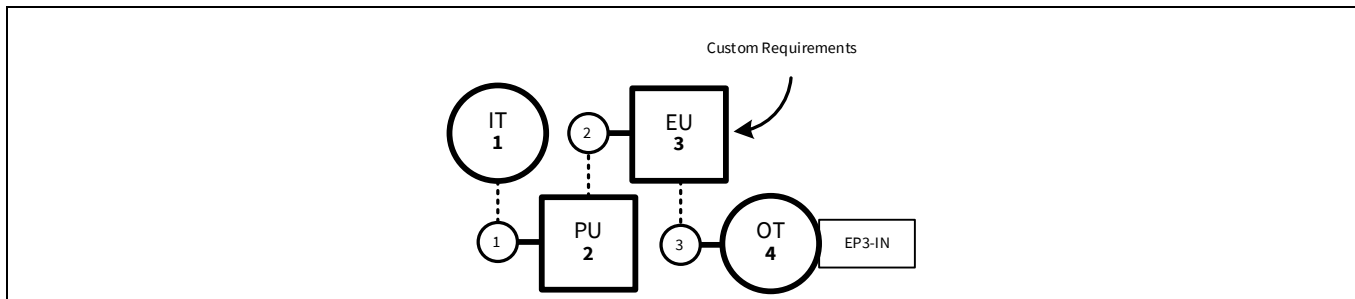 Custom Requirements
IT
1
2
EU
3
1
PU
2
3
OT
4
EP3-IN